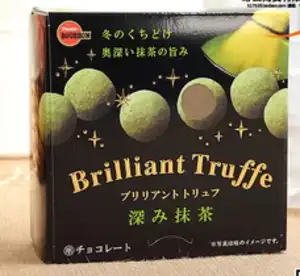 BOURBON
冬のくちどけ
奥深い抹茶の旨み
Brilliant Truffe
ブリリアントトリュフ
深み抹茶
準チョコレート
※写真は味のイメージです。